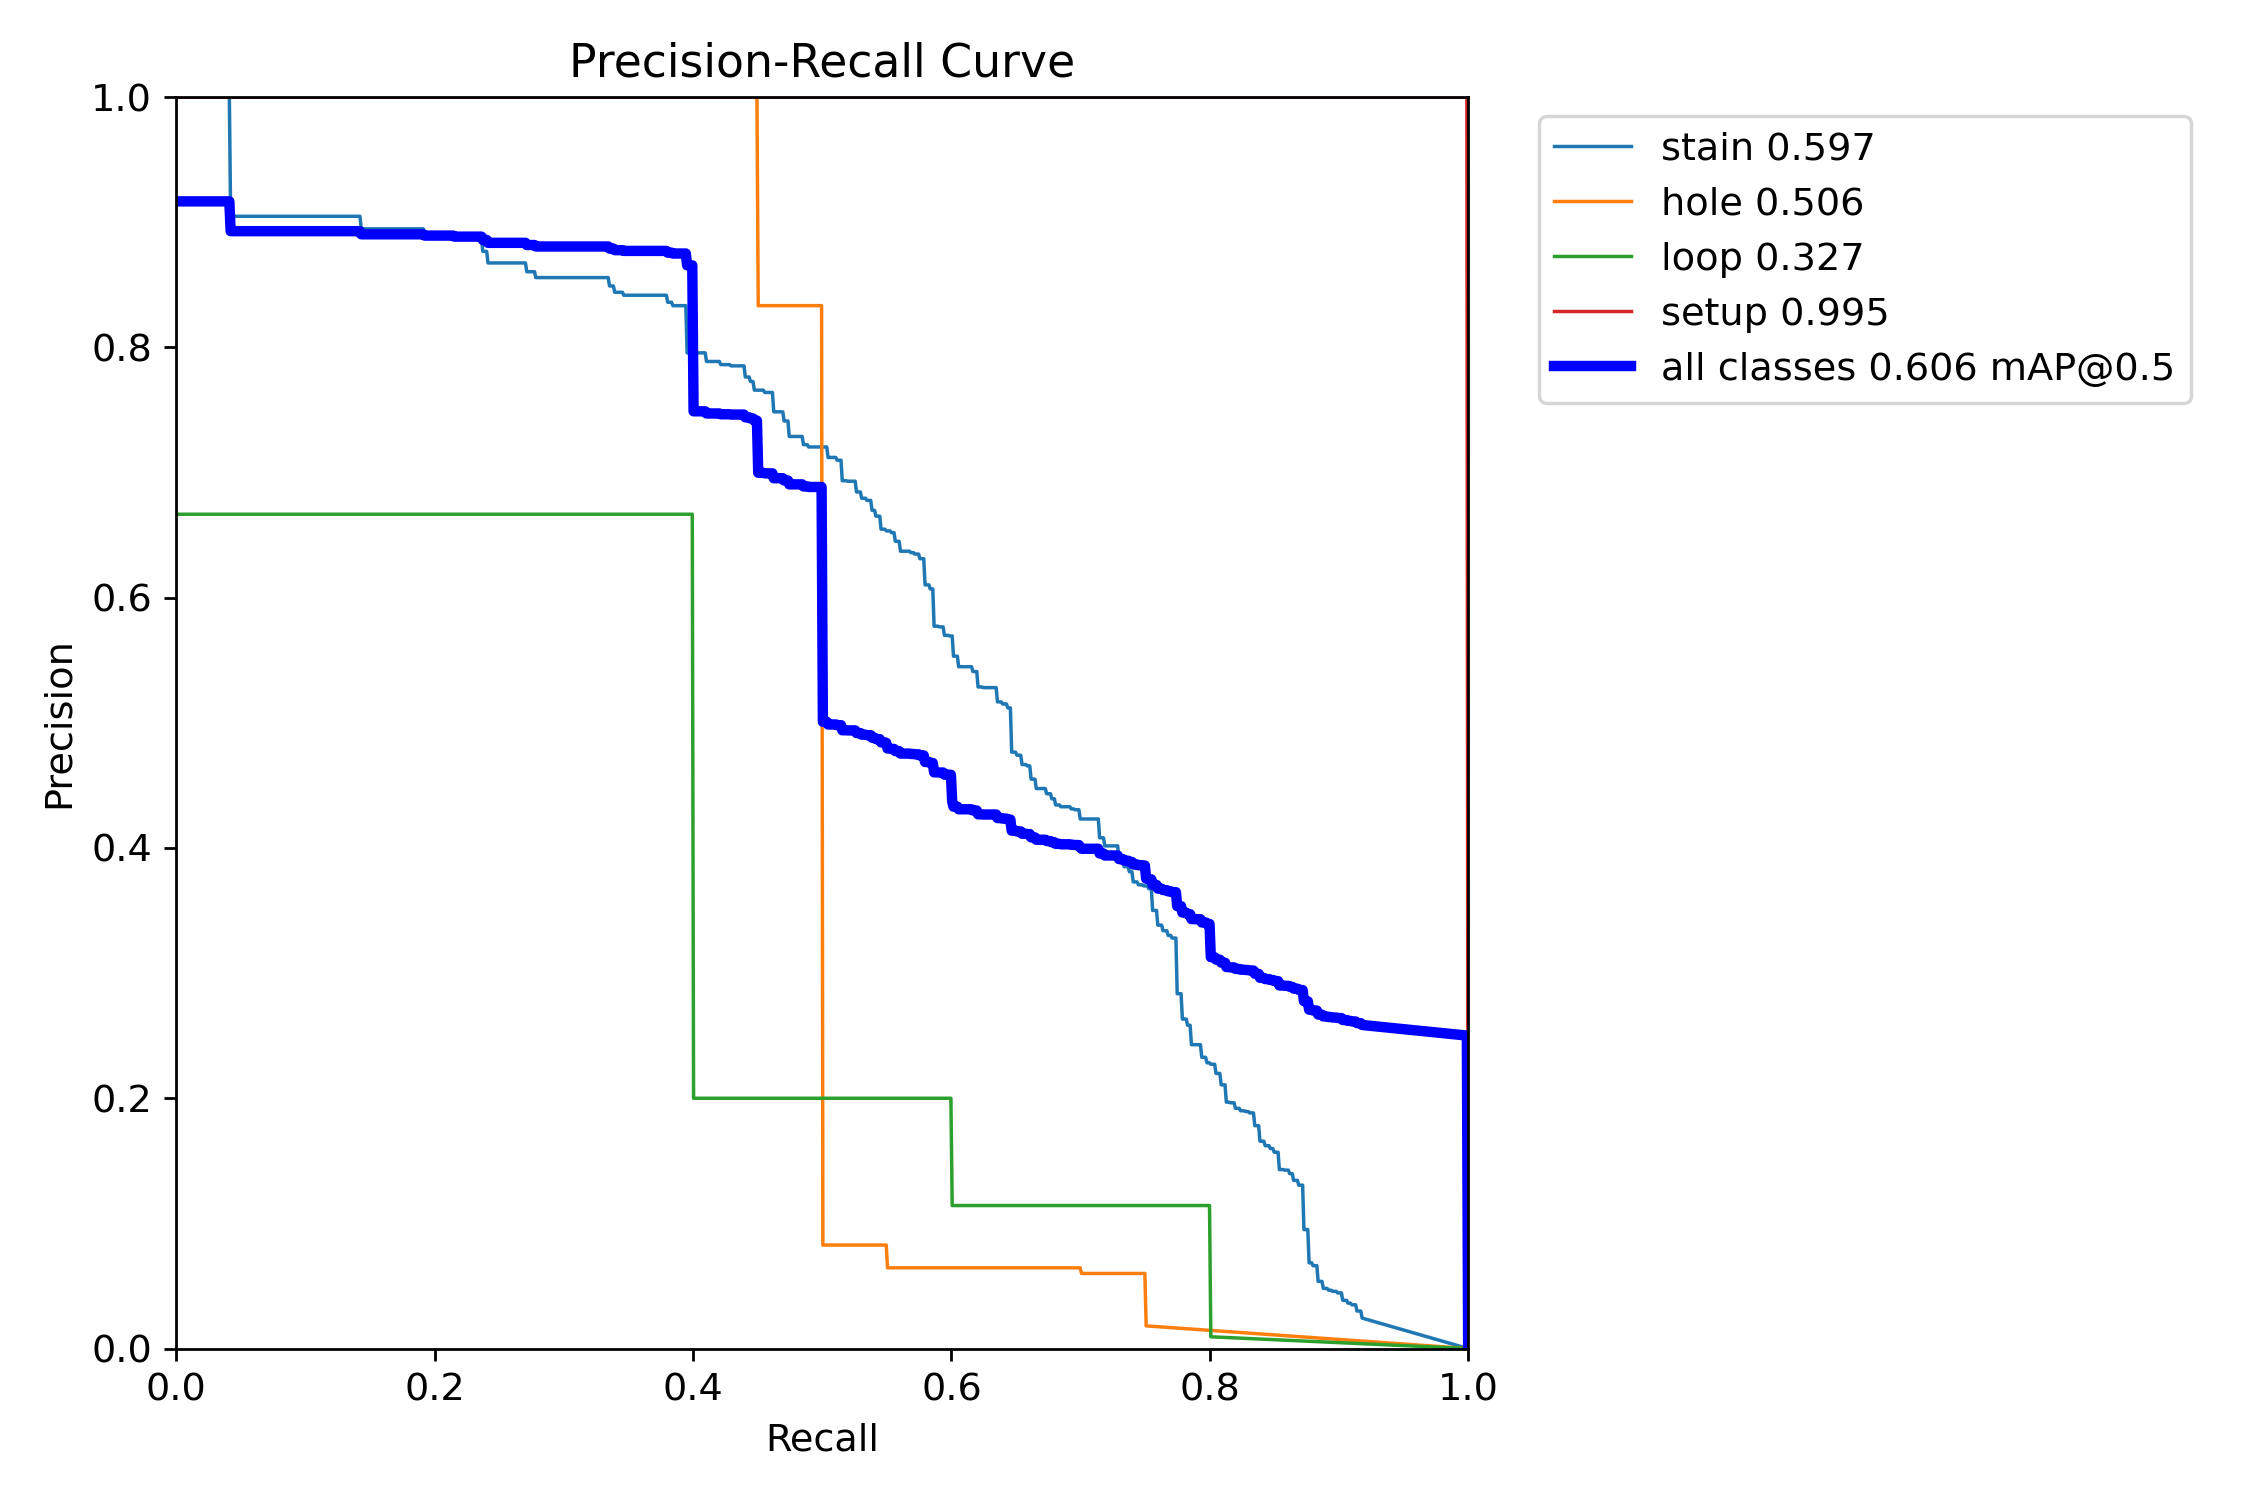 Precision-Recall Curve
1.0
0.8
0.6
0.4
0.2
0.0
Precision
0.0 0.2 0.4 0.6 0.8 1.0
Recall
stain 0.597
hole 0.506
loop 0.327
setup 0.995
all classes 0.606 mAP@0.5